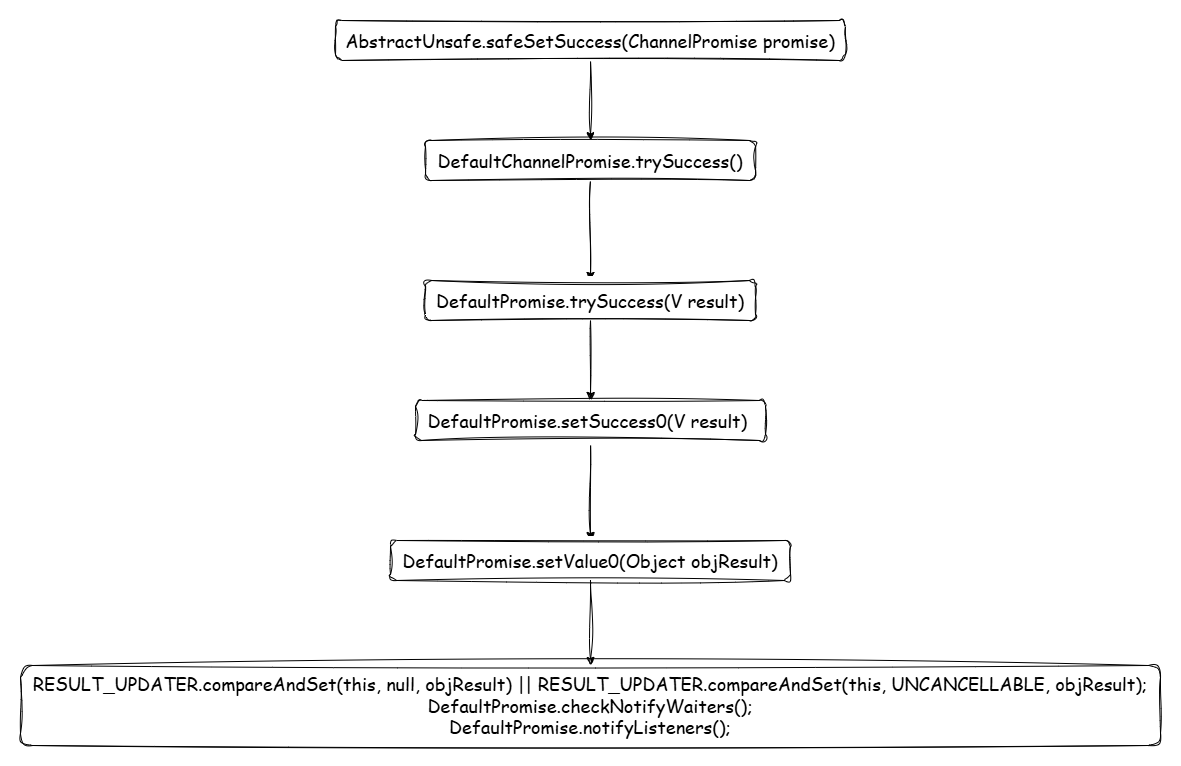 AbstractUnsafe.safeSetSuccess(ChannelPromise promise)
DefaultChannelPromise.trySuccess()
DefaultPromise.trySuccess(V result)
DefaultPromise.setSuccess0(V result)
DefaultPromise.setValue0(Object objResult)
RESULT_UPDATER.compareAndSet(this, null, objResult) || RESULT_UPDATER.compareAndSet(this, UNCANCELLABLE, objResult);
DefaultPromise.checkNotifyWaiters();
DefaultPromise.notifyListeners();